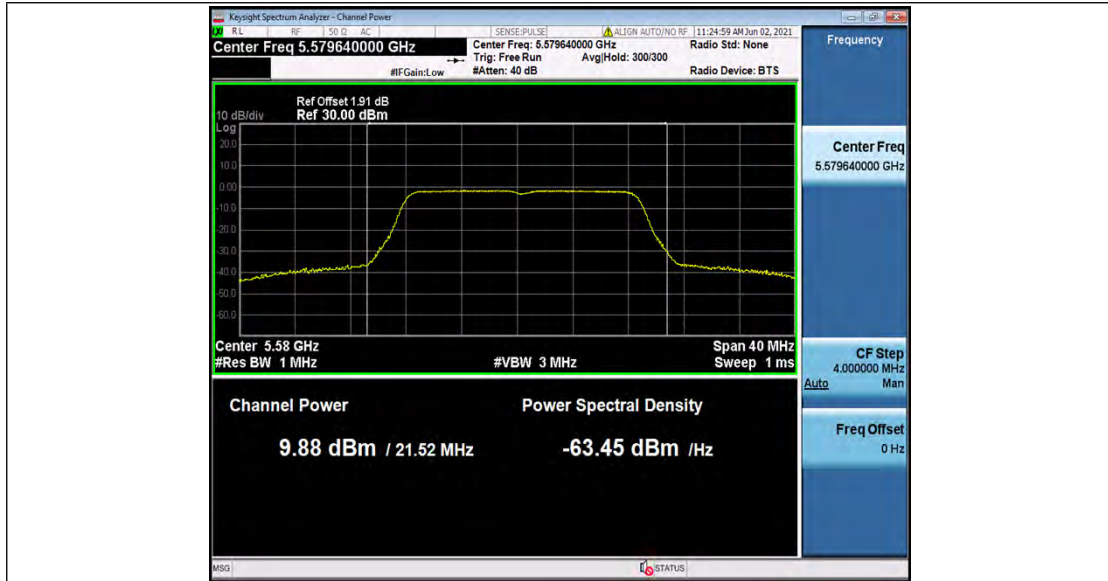 Keysight Spectrum Analyzer - Channel Power
RL RF 50 Ω AC SENSE:PULSE ALIGN AUTO/NO RF 11:24:59 AM Jun 02, 2021
Center Freq 5.579640000 GHz
Center Freq: 5.579640000 GHz Radio Std: None
Trig: Free Run Avg|Hold: 300/300
#IFGain:Low #Atten: 40 dB Radio Device: BTS
Ref Offset 1.91 dB
10 dB/div Ref 30.00 dBm
Log
20.0
10.0
0.00
-10.0
-20.0
-30.0
-40.0
-50.0
-60.0
Center 5.58 GHz Span 40 MHz
#Res BW 1 MHz #VBW 3 MHz Sweep 1 ms
Channel Power Power Spectral Density
9.88 dBm / 21.52 MHz -63.45 dBm /Hz
MSG STATUS
Frequency
Center Freq
5.579640000 GHz
CF Step
4.000000 MHz
Auto Man
Freq Offset
0 Hz